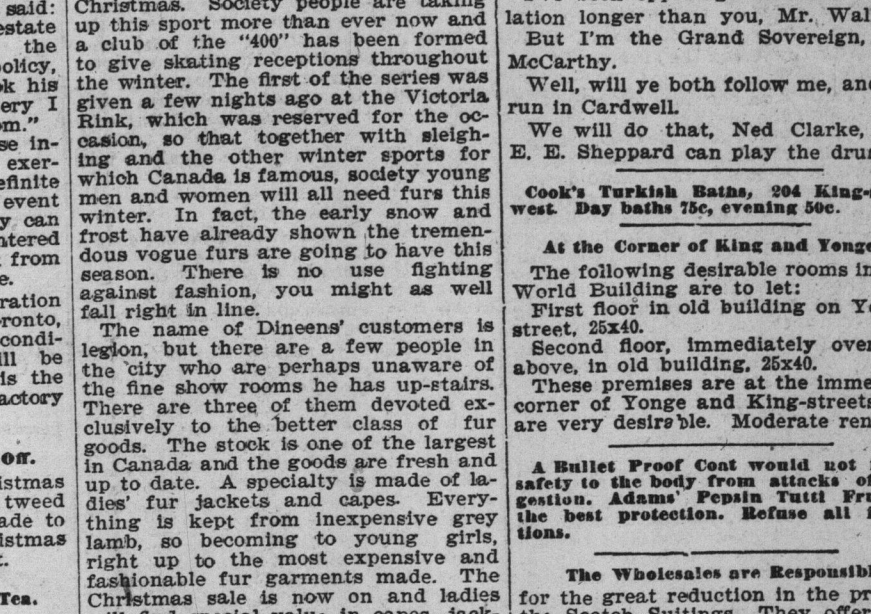 said:
estate
the
policy,
ok his
ery I
om."
se in-
exer-
efinite
event
y can
ntered
from
e.
ration
ronto,
condi-
ill be
is the
actory
Off.
istmas
tweed
ade to
istmas
t.
Tea.
Christmas. Society people are taking
up this sport more than ever now and
a club of the "400" has been formed
to give skating receptions throughout
the winter. The first of the series was
given a few nights ago at the Victoria
Rink, which was reserved for the oc-
casion, so that together with sleigh-
ing and the other winter sports for
which Canada is famous, society young
men and women will all need furs this
winter. In fact, the early snow and
frost have already shown the tremen-
dous vogue furs are going to have this
season. There is no use fighting
against fashion, you might as well
fall right in line.
The name of Dineens' customers is
legion, but there are a few people in
the city who are perhaps unaware of
the fine show rooms he has up-stairs.
There are three of them devoted ex-
clusively to the better class of fur
goods. The stock is one of the largest
in Canada and the goods are fresh and
up to date. A specialty is made of la-
dies' fur jackets and capes. Every-
thing is kept from inexpensive grey
lamb, so becoming to young girls,
right up to the most expensive and
fashionable fur garments made. The
Christmas sale is now on and ladies
lation longer than you, Mr. Wal
But I'm the Grand Sovereign,
McCarthy.
Well, will ye both follow me, an
run in Cardwell.
We will do that, Ned Clarke,
E. E. Sheppard can play the dru
Cook's Turkish Baths, 204 King-
west. Day baths 75c, evening 50c.
At the Corner of King and Yonge
The following desirable rooms in
World Building are to let:
First floor in old building on Yo
street, 25x40.
Second floor, immediately over
above, in old building, 25x40.
These premises are at the imme
corner of Yonge and King-streets
are very desirable. Moderate ren
A Bullet Proof Coat would not
safety to the body from attacks of
gestion. Adams' Pepsin Tutti Fru
the best protection. Refuse all
tions.
The Wholesales are Responsibl
for the great reduction in the pr